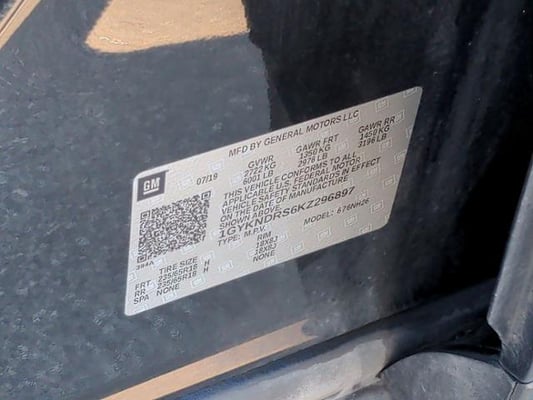 MFD BY GENERAL MOTORS LLC
GM
07/19
GVWR GAWR FRT GAWR RR
2722 KG 1350 KG 1450 KG
6001 LB 2976 LB 3196 LB
THIS VEHICLE CONFORMS TO ALL
APPLICABLE U.S. FEDERAL MOTOR
VEHICLE SAFETY STANDARDS IN EFFECT
ON THE DATE OF MANUFACTURE
SHOWN ABOVE.
1GYKNDRS6KZ296897
TYPE: M.P.V. MODEL: 6NH26
TIRE SIZE RIM
FRT 235/65R18 H 18X8J
RR 235/65R18 H 18X8J
SPA NONE NONE